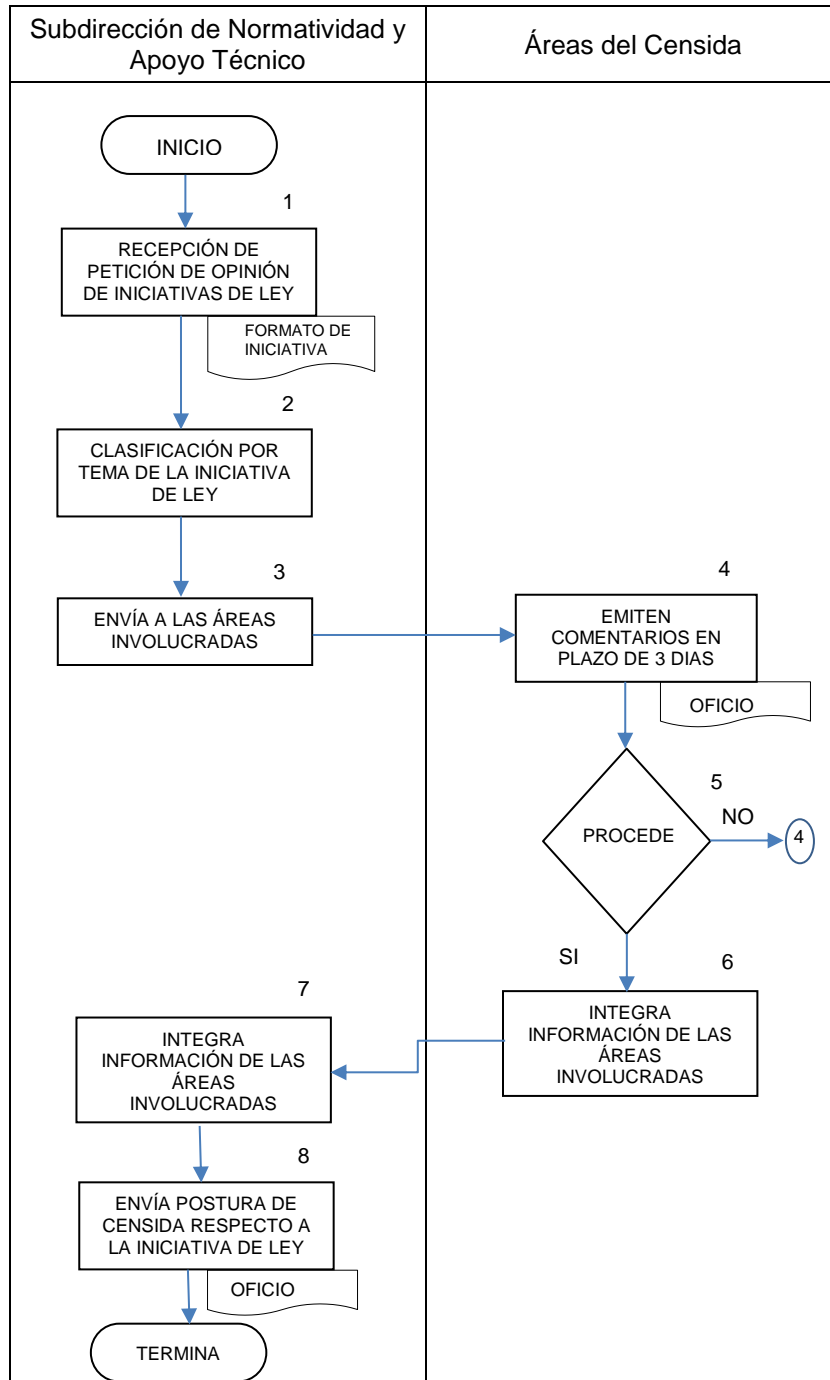 Subdirección de Normatividad y
Apoyo Técnico
Áreas del Censida
INICIO
1
RECEPCIÓN DE
PETICIÓN DE OPINIÓN
DE INICIATIVAS DE LEY
FORMATO DE
INICIATIVA
2
CLASIFICACIÓN POR
TEMA DE LA INICIATIVA
DE LEY
3
ENVÍA A LAS ÁREAS
INVOLUCRADAS
4
EMITEN
COMENTARIOS EN
PLAZO DE 3 DIAS
OFICIO
5
PROCEDE
NO
4
SI
6
INTEGRA
INFORMACIÓN DE LAS
ÁREAS
INVOLUCRADAS
7
INTEGRA
INFORMACIÓN DE LAS
ÁREAS
INVOLUCRADAS
8
ENVÍA POSTURA DE
CENSIDA RESPECTO A
LA INICIATIVA DE LEY
OFICIO
TERMINA